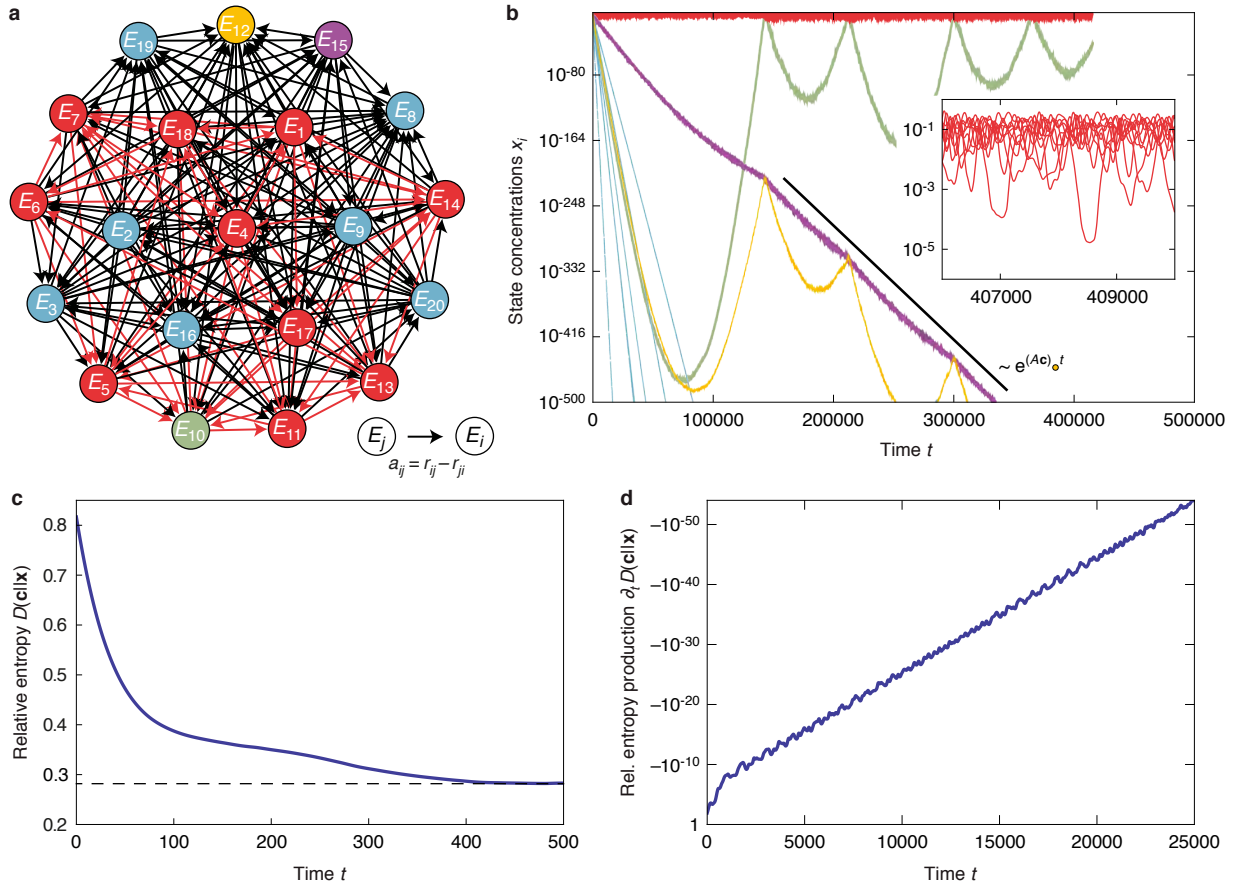 a
E19
E12
E15
E7
E18
E1
E8
E6
E2
E4
E9
E14
E3
E16
E17
E20
E5
E13
E10
E11
Ej → Ei
aij = rij – rji
b
State concentrations xi
10^-80
10^-164
10^-248
10^-332
10^-416
10^-500
0 100000 200000 300000 400000 500000
Time t
10^-1
10^-3
10^-5
407000 409000
~ e^(Ac)● t
c
Relative entropy D(c||x)
0.8
0.7
0.6
0.5
0.4
0.3
0.2
0 100 200 300 400 500
Time t
d
Rel. entropy production ∂t D(c||x)
–10^-50
–10^-40
–10^-30
–10^-20
–10^-10
1
0 5000 10000 15000 20000 25000
Time t